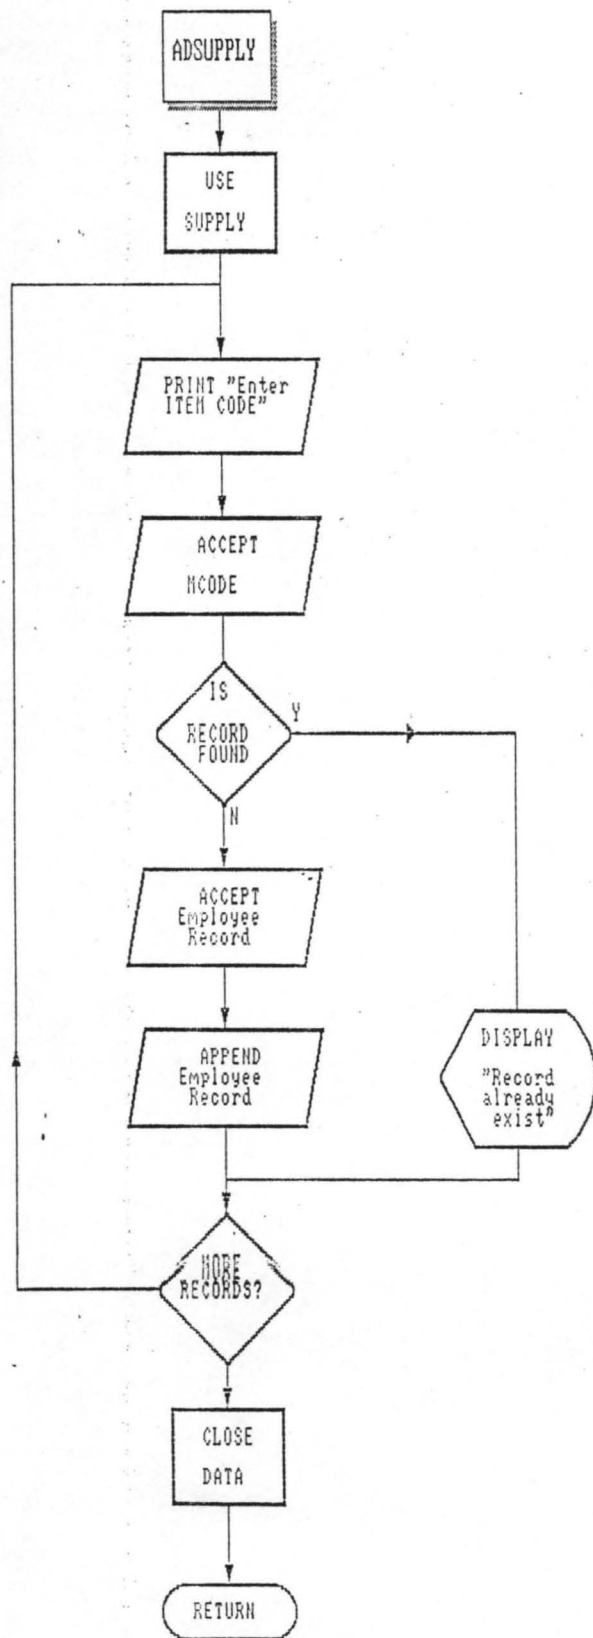 ADSUPPLY
USE
SUPPLY
PRINT "Enter
ITEM CODE"
ACCEPT
MCODE
IS
RECORD
FOUND
Y
N
ACCEPT
Employee
Record
APPEND
Employee
Record
DISPLAY
"Record
already
exist"
MORE
RECORDS?
CLOSE
DATA
RETURN